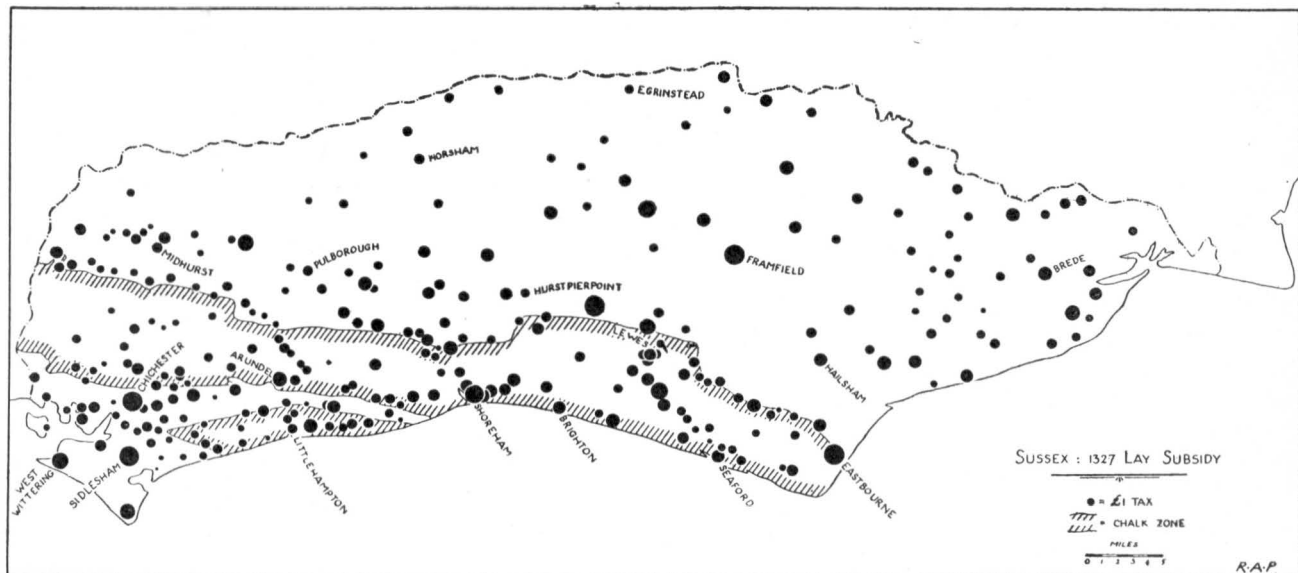 E.GRINSTEAD
HORSHAM
MIDHURST
PULBOROUGH
FRAMFIELD
BREDE
HURSTPIERPOINT
LEWES
CHICHESTER
ARUNDEL
HAILSHAM
SHOREHAM
BRIGHTON
WEST
WITTERING
SIDLESHAM
LITTLEHAMPTON
SEAFORD
EASTBOURNE
SUSSEX : 1327 LAY SUBSIDY
= £1 TAX
= CHALK ZONE
MILES
0 1 2 3 4 5
R.A.P